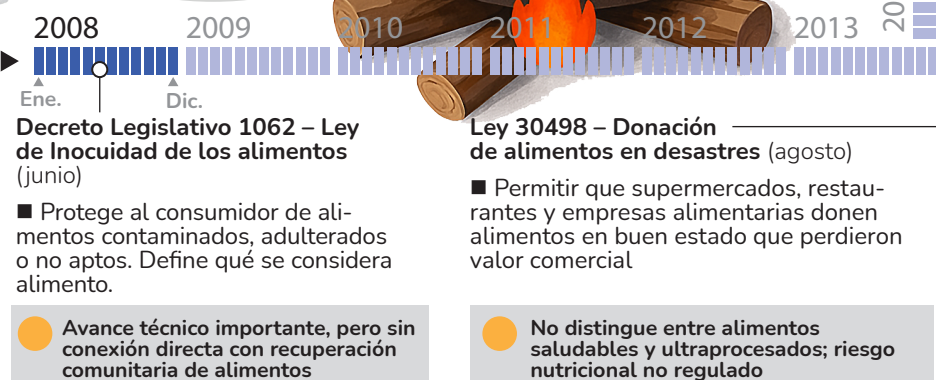 2008 2009 2010 2011 2012 2013 20
Ene. Dic.
Decreto Legislativo 1062 – Ley
de Inocuidad de los alimentos
(junio)
■ Protege al consumidor de ali-
mentos contaminados, adulterados
o no aptos. Define qué se considera
alimento.
Avance técnico importante, pero sin
conexión directa con recuperación
comunitaria de alimentos
Ley 30498 – Donación
de alimentos en desastres (agosto)
■ Permitir que supermercados, restau-
rantes y empresas alimentarias donen
alimentos en buen estado que perdieron
valor comercial
No distingue entre alimentos
saludables y ultraprocesados; riesgo
nutricional no regulado